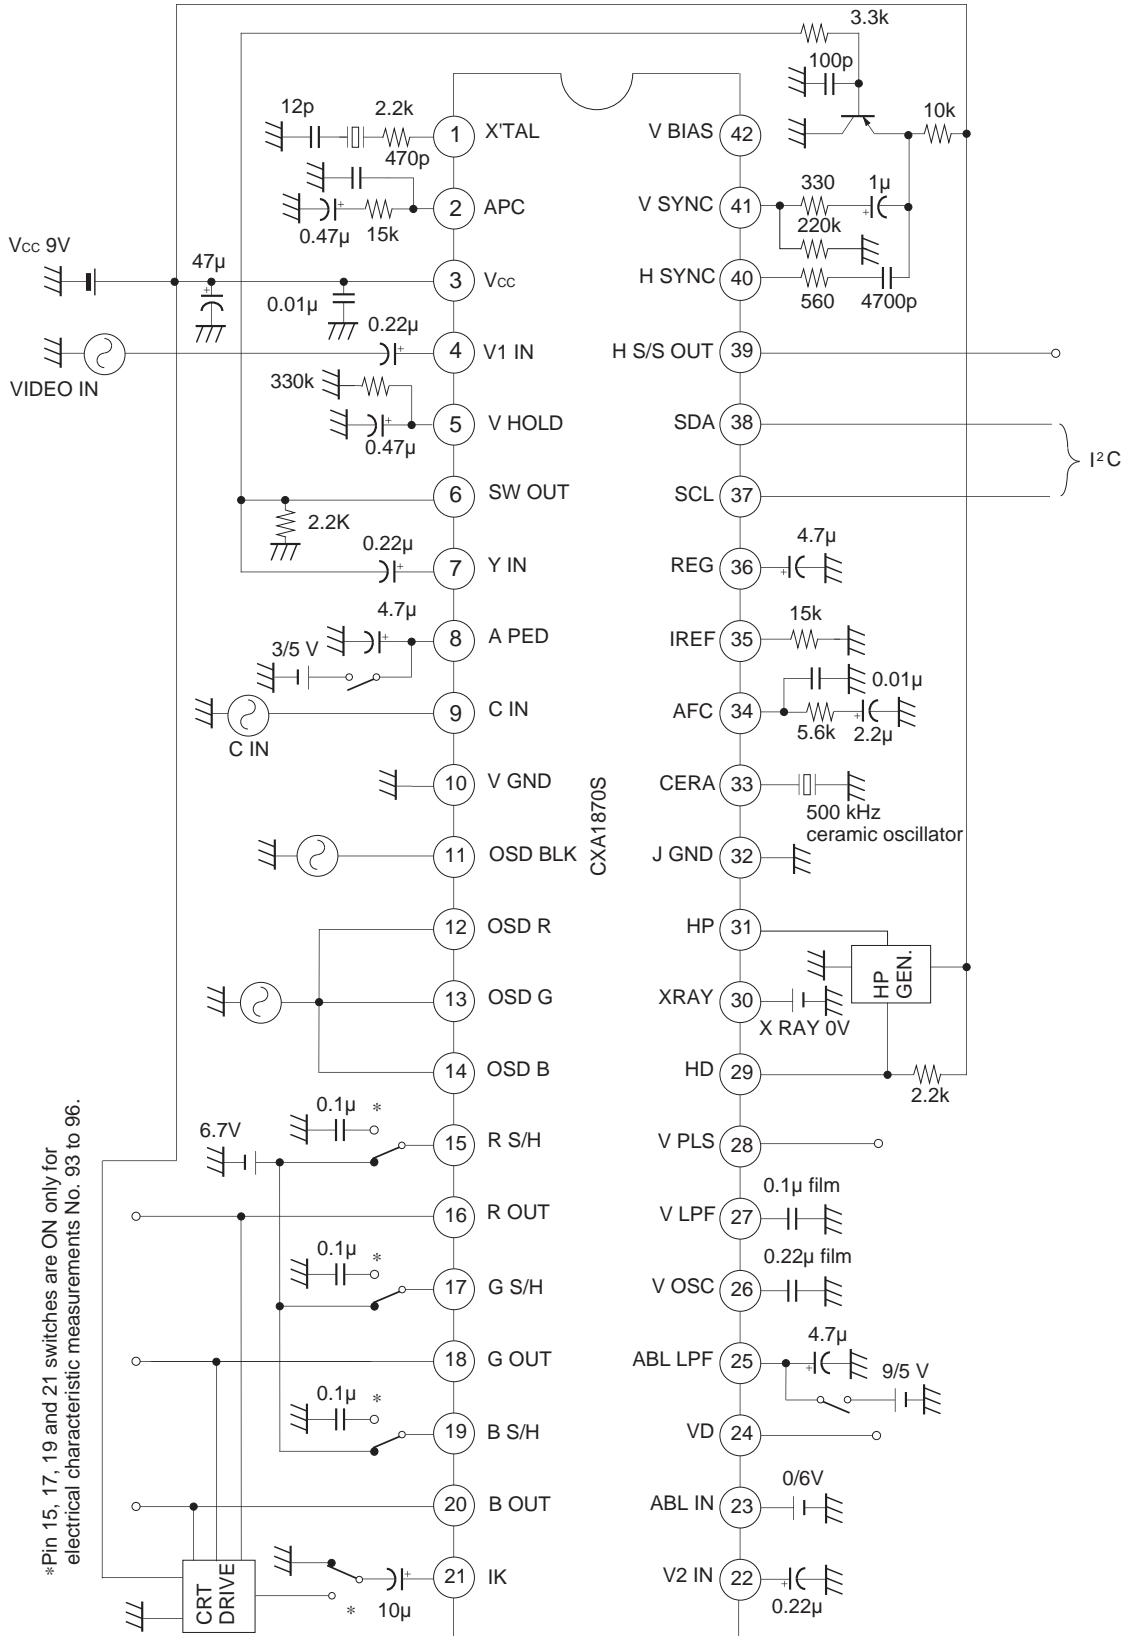 3.3k
100p
10k
12p
2.2k
470p
1 X'TAL
V BIAS 42
2 APC
0.47µ
15k
V SYNC 41
330
1µ
220k
Vcc 9V
47µ
0.01µ
3 Vcc
H SYNC 40
560
4700p
VIDEO IN
0.22µ
4 V1 IN
H S/S OUT 39
330k
0.47µ
5 V HOLD
SDA 38
I²C
6 SW OUT
2.2K
SCL 37
0.22µ
7 Y IN
REG 36
4.7µ
4.7µ
3/5 V
8 A PED
IREF 35
15k
C IN
9 C IN
AFC 34
0.01µ
5.6k
2.2µ
10 V GND
CERA 33
500 kHz
ceramic oscillator
CXA1870S
11 OSD BLK
J GND 32
12 OSD R
HP 31
HP
GEN.
13 OSD G
XRAY 30
X RAY 0V
14 OSD B
HD 29
2.2k
0.1µ *
6.7V
15 R S/H
V PLS 28
16 R OUT
V LPF 27
0.1µ film
0.1µ *
17 G S/H
V OSC 26
0.22µ film
18 G OUT
ABL LPF 25
4.7µ
9/5 V
0.1µ *
19 B S/H
VD 24
20 B OUT
ABL IN 23
0/6V
CRT
DRIVE
*
10µ
21 IK
V2 IN 22
0.22µ
*Pin 15, 17, 19 and 21 switches are ON only for
electrical characteristic measurements No. 93 to 96.